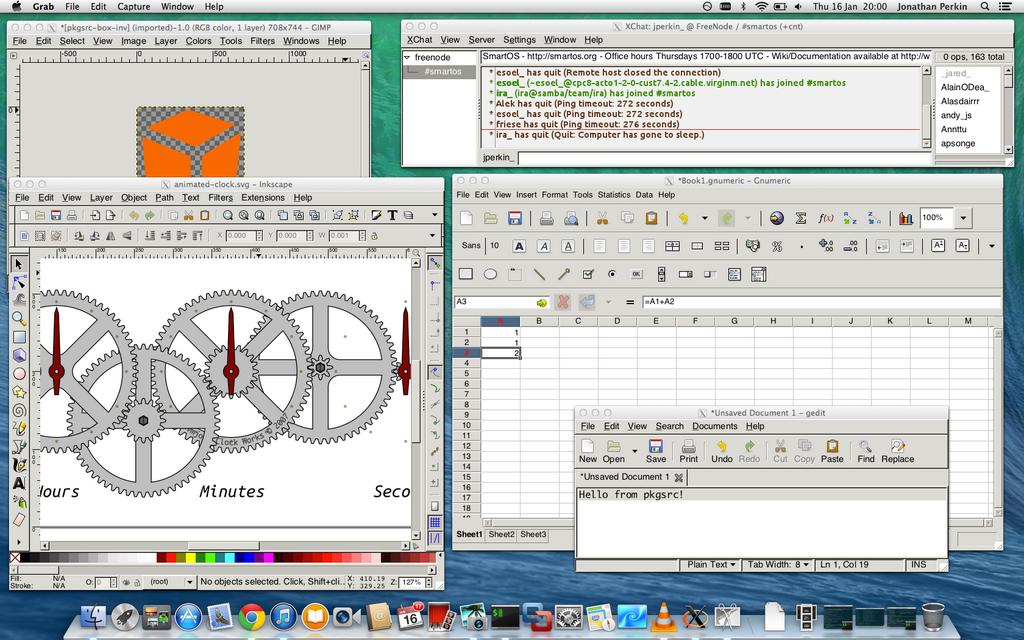 Grab File Edit Capture Window Help
Thu 16 Jan 20:00 Jonathan Perkin
*[pkgsrc-box-inv] (imported)-1.0 (RGB color, 1 layer) 708x744 – GIMP
File Edit Select View Image Layer Colors Tools Filters Windows Help
0 500 1000
XChat: jperkin_ @ FreeNode / #smartos (+cnt)
XChat View Server Settings Window Help
freenode
#smartos
SmartOS - http://smartos.org - Office hours Thursdays 1700-1800 UTC - Wiki/Documentation available at http://w
0 ops, 163 total
* esoel_ has quit (Remote host closed the connection)
* esoel_ (~esoel_@cpc8-acto1-2-0-cust7.4-2.cable.virginm.net) has joined #smartos
* ira_ (ira@samba/team/ira) has joined #smartos
* Alek has quit (Ping timeout: 272 seconds)
* essoel_ has quit (Ping timeout: 272 seconds)
* friese has quit (Ping timeout: 276 seconds)
* ira_ has quit (Quit: Computer has gone to sleep.)
_jared_
AlainODea_
Alasdairrr
andy_js
Annttu
apsonge
jperkin_
animated-clock.svg - Inkscape
File Edit View Layer Object Path Text Filters Extensions Help
X 0.000 Y 0.000 W 0.001
Clock Works © 2007
Hours Minutes Seco
Fill: N/A
Stroke: N/A
O: 0 (root) No objects selected. Click, Shift+cli.. X: 410.19
Y: 329.25 Z: 127%
*Book1.gnumeric - Gnumeric
File Edit View Insert Format Tools Statistics Data Help
100%
Sans 10
A3 =A1+A2
A B C D E F G H I J K L M
1 1
2 1
3 2
4
5
6
7
8
9
10
11
12
13
14
15
16
17
18
Sheet1 Sheet2 Sheet3
*Unsaved Document 1 - gedit
File Edit View Search Documents Help
New Open Save Print Undo Redo Cut Copy Paste Find Replace
*Unsaved Document 1
Hello from pkgsrc!
Plain Text Tab Width: 8 Ln 1, Col 19 INS
16